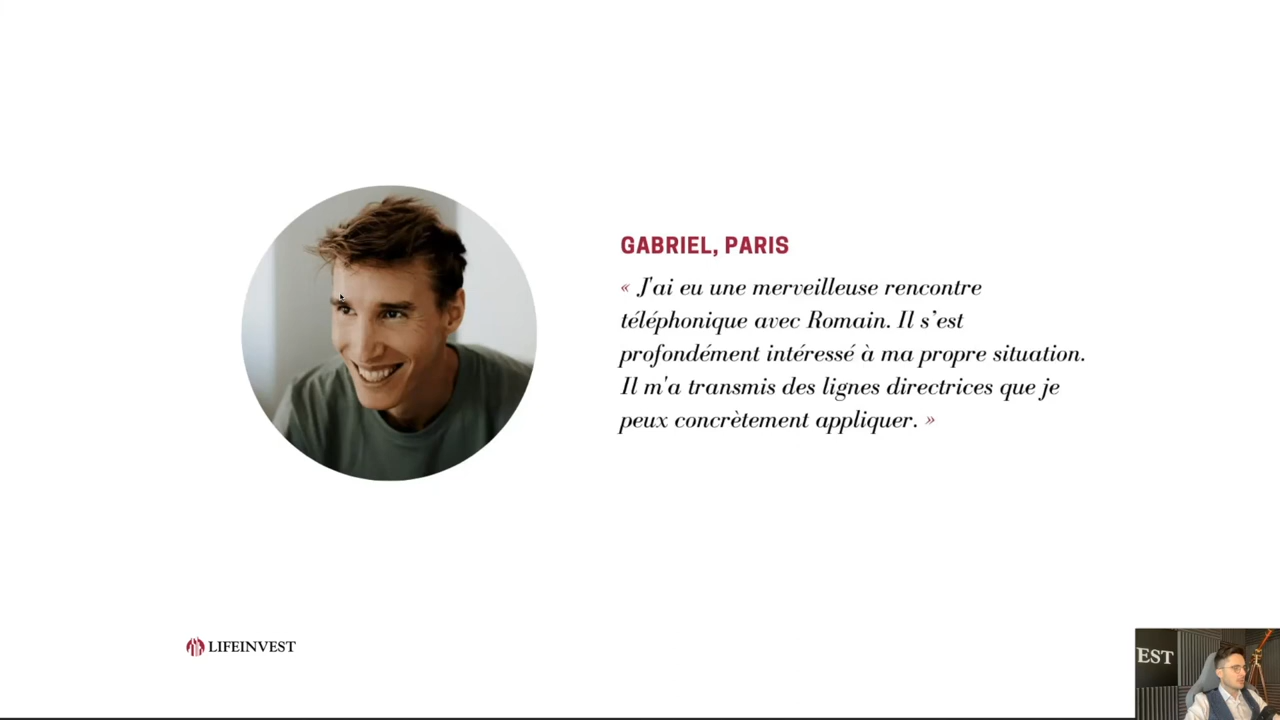 GABRIEL, PARIS
« J'ai eu une merveilleuse rencontre
téléphonique avec Romain. Il s’est
profondément intéressé à ma propre situation.
Il m'a transmis des lignes directrices que je
peux concrètement appliquer. »
LIFEINVEST
EST